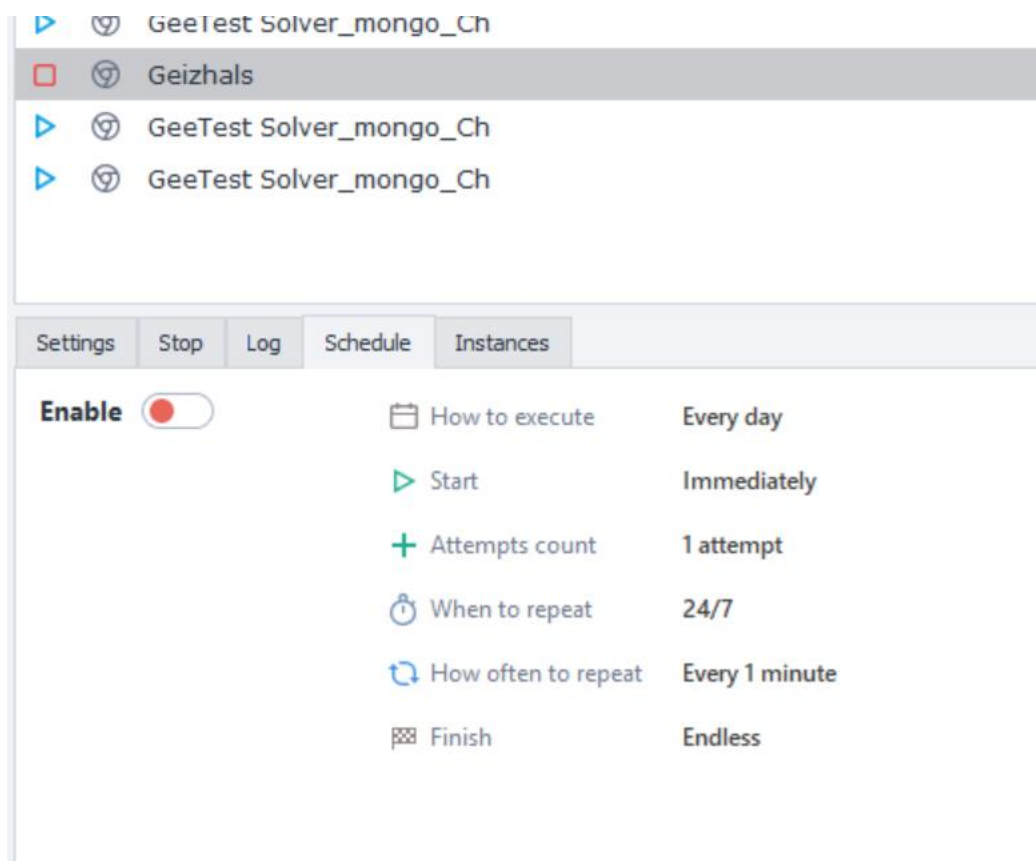 GeeTest Solver_mongo_Ch
Geizhals
GeeTest Solver_mongo_Ch
GeeTest Solver_mongo_Ch
Settings Stop Log Schedule Instances
Enable
How to execute Every day
Start Immediately
Attempts count 1 attempt
When to repeat 24/7
How often to repeat Every 1 minute
Finish Endless